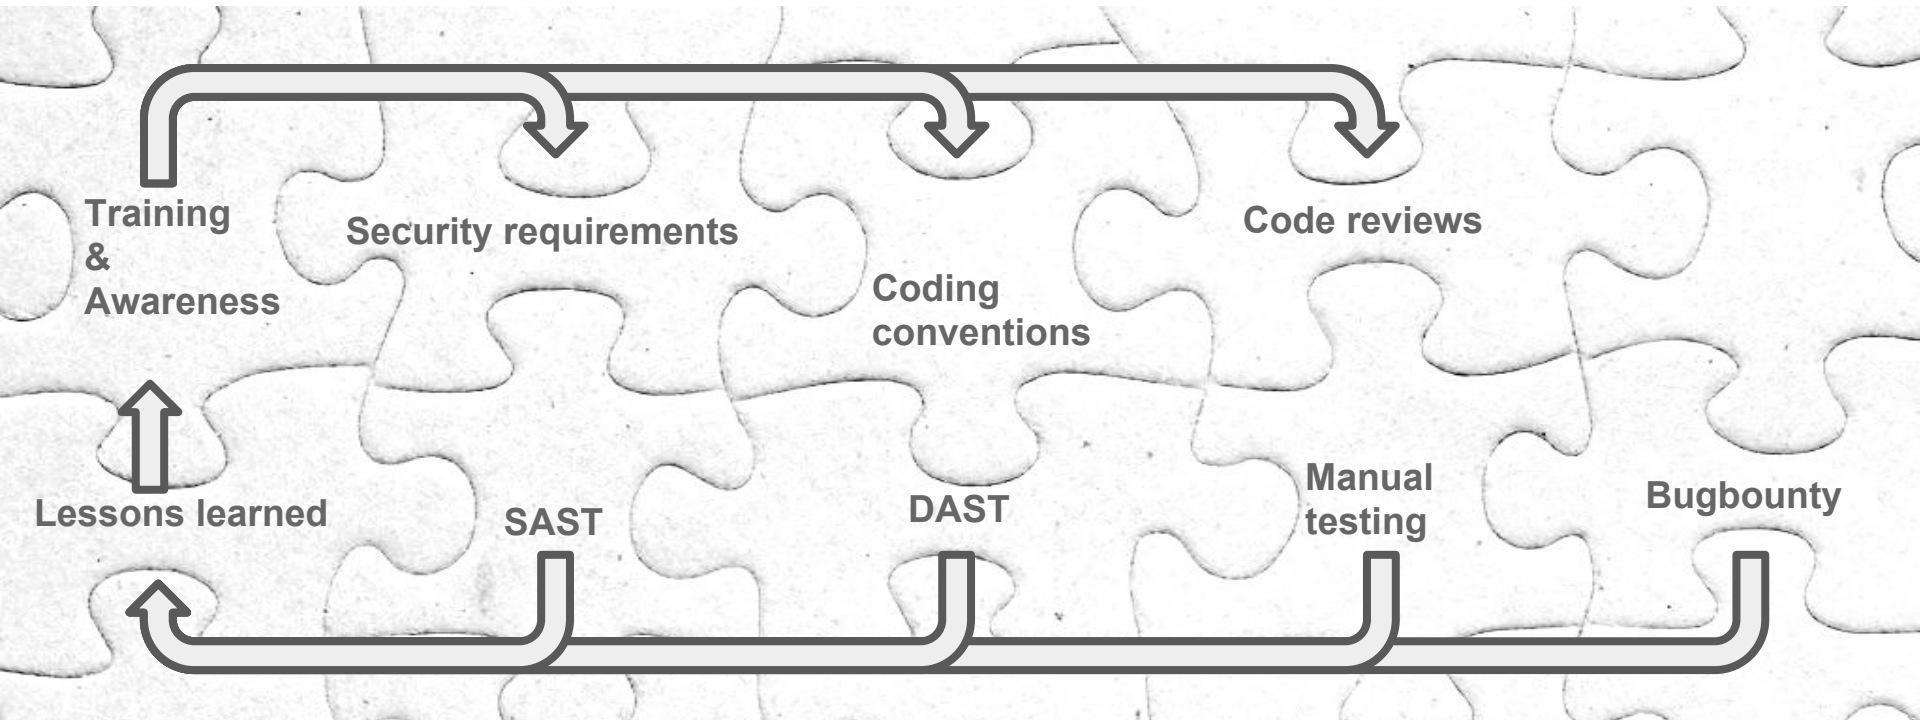 Training
&
Awareness
Security requirements
Coding
conventions
Code reviews
Lessons learned
SAST
DAST
Manual
testing
Bugbounty